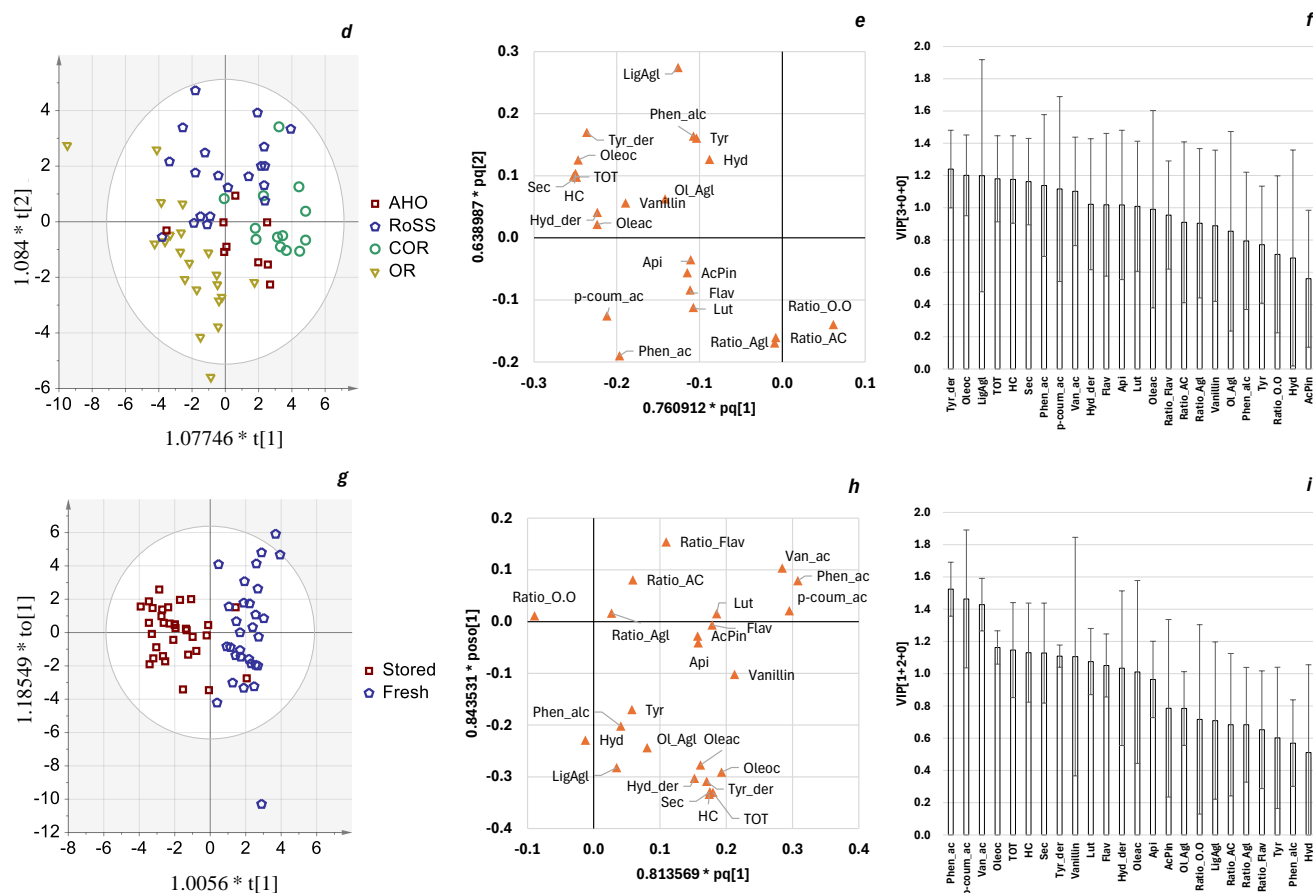 d
4
2
0
-2
-4
-6
-10 -8 -6 -4 -2 0 2 4 6
1.084 * t[2]
1.07746 * t[1]
AHO
RoSS
COR
OR
e
0.3
0.2
0.1
0.0
-0.1
-0.2
-0.3 -0.2 -0.1 0.0 0.1
0.638987 * pq[2]
0.760912 * pq[1]
LigAgl
Phen_alc
Tyr_der
Tyr
Oleoc
Hyd
TOT
Sec
HC
Ol_Agl
Vanillin
Hyd_der
Oleac
Api
AcPin
p-coum_ac
Flav
Ratio_O.O
Lut
Ratio_Agl
Ratio_AC
Phen_ac
f
2.0
1.8
1.6
1.4
1.2
1.0
0.8
0.6
0.4
0.2
0.0
VIP[3+0+0]
Tyr_der
Oleoc
LigAgl
TOT
HC
Sec
Phen_ac
p-coum_ac
Van_ac
Hyd_der
Flav
Api
Lut
Oleac
Ratio_Flav
Ratio_AC
Ratio_Agl
Vanillin
Ol_Agl
Phen_alc
Tyr
Ratio_O.O
Hyd
AcPin
g
8
6
4
2
0
-2
-4
-6
-8
-10
-12
-8 -6 -4 -2 0 2 4 6 8
1.18549 * to[1]
1.0056 * t[1]
Stored
Fresh
h
0.2
0.1
0.0
-0.1
-0.2
-0.3
-0.4
-0.1 0.0 0.1 0.2 0.3 0.4
0.843531 * poso[1]
0.813569 * pq[1]
Ratio_Flav
Van_ac
Ratio_AC
Phen_ac
Ratio_O.O
p-coum_ac
Lut
Ratio_Agl
Flav
AcPin
Api
Vanillin
Phen_alc
Tyr
Hyd
Ol_Agl
Oleac
LigAgl
Oleoc
Hyd_der
Tyr_der
Sec
HC
TOT
i
2.0
1.8
1.6
1.4
1.2
1.0
0.8
0.6
0.4
0.2
0.0
VIP[1+2+0]
Phen_ac
p-coum_ac
Van_ac
Oleoc
TOT
HC
Sec
Tyr_der
Vanillin
Lut
Flav
Hyd_der
Oleac
Api
AcPin
Ol_Agl
Ratio_O.O
LigAgl
Ratio_AC
Ratio_Agl
Ratio_Flav
Tyr
Phen_alc
Hyd